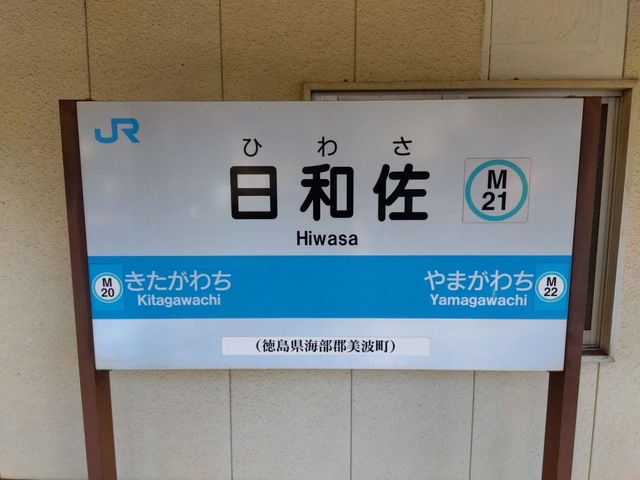 JR
ひわさ
日和佐
M
21
Hiwasa
M
20
きたがわち
Kitagawachi
やまがわち
Yamagawachi
M
22
(徳島県海部郡美波町)